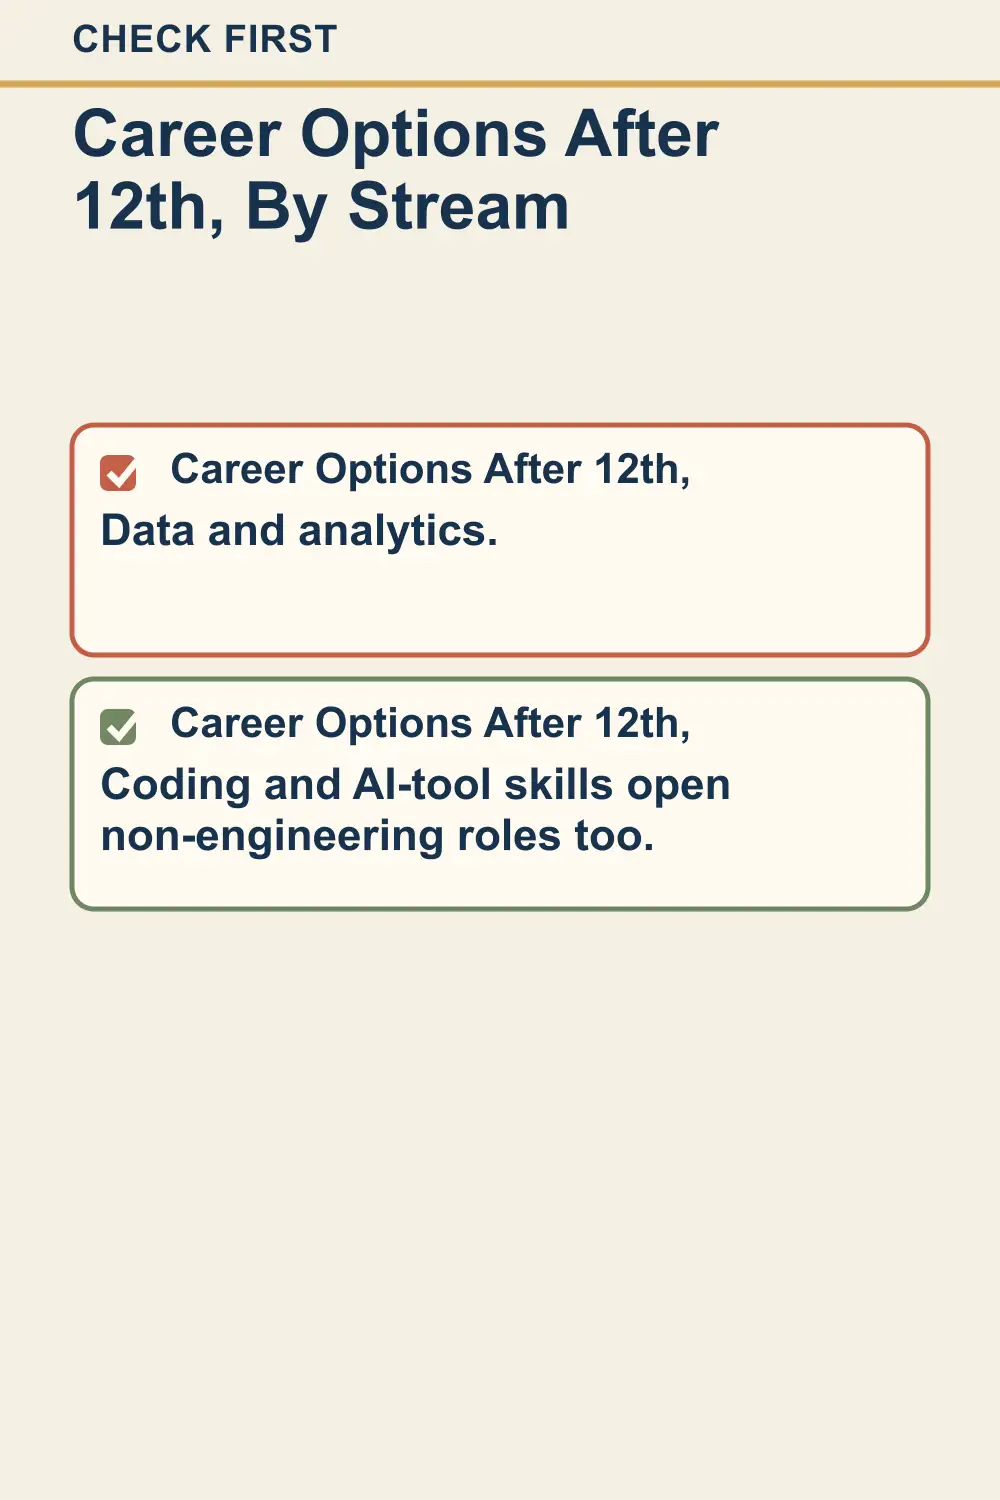 CHECK FIRST
Career Options After
12th, By Stream
Career Options After 12th,
Data and analytics.
Career Options After 12th,
Coding and AI-tool skills open
non-engineering roles too.